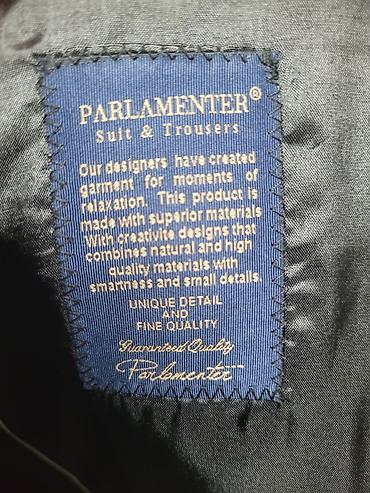 PARLAMENTER®
Suit & Trousers
Our designers have created
garment for moments of
relaxation. This product is
made with superior materials
With creativite designs that
combines natural and high
quality materials with
smartness and small details.
UNIQUE DETAIL
AND
FINE QUALITY
Guaranteed Quality
Parlamenter